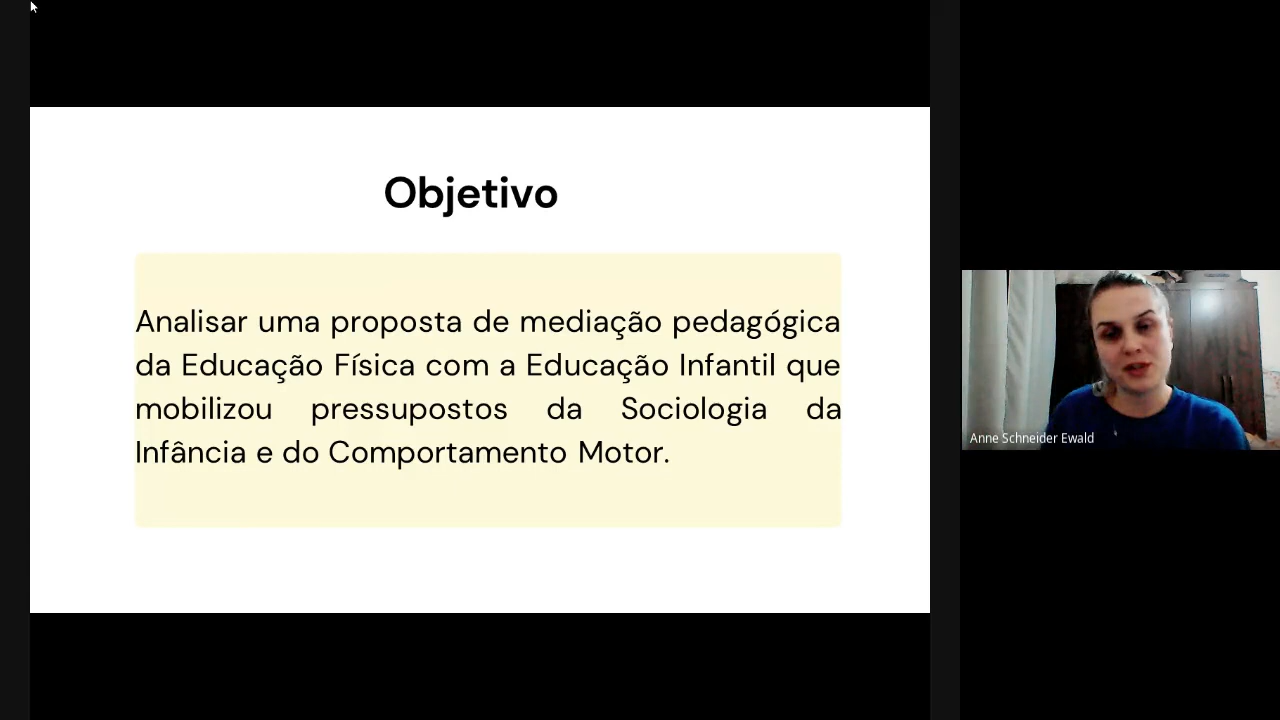 Objetivo
Analisar uma proposta de mediação pedagógica
da Educação Física com a Educação Infantil que
mobilizou pressupostos da Sociologia da
Infância e do Comportamento Motor.
Anne Schneider Ewald